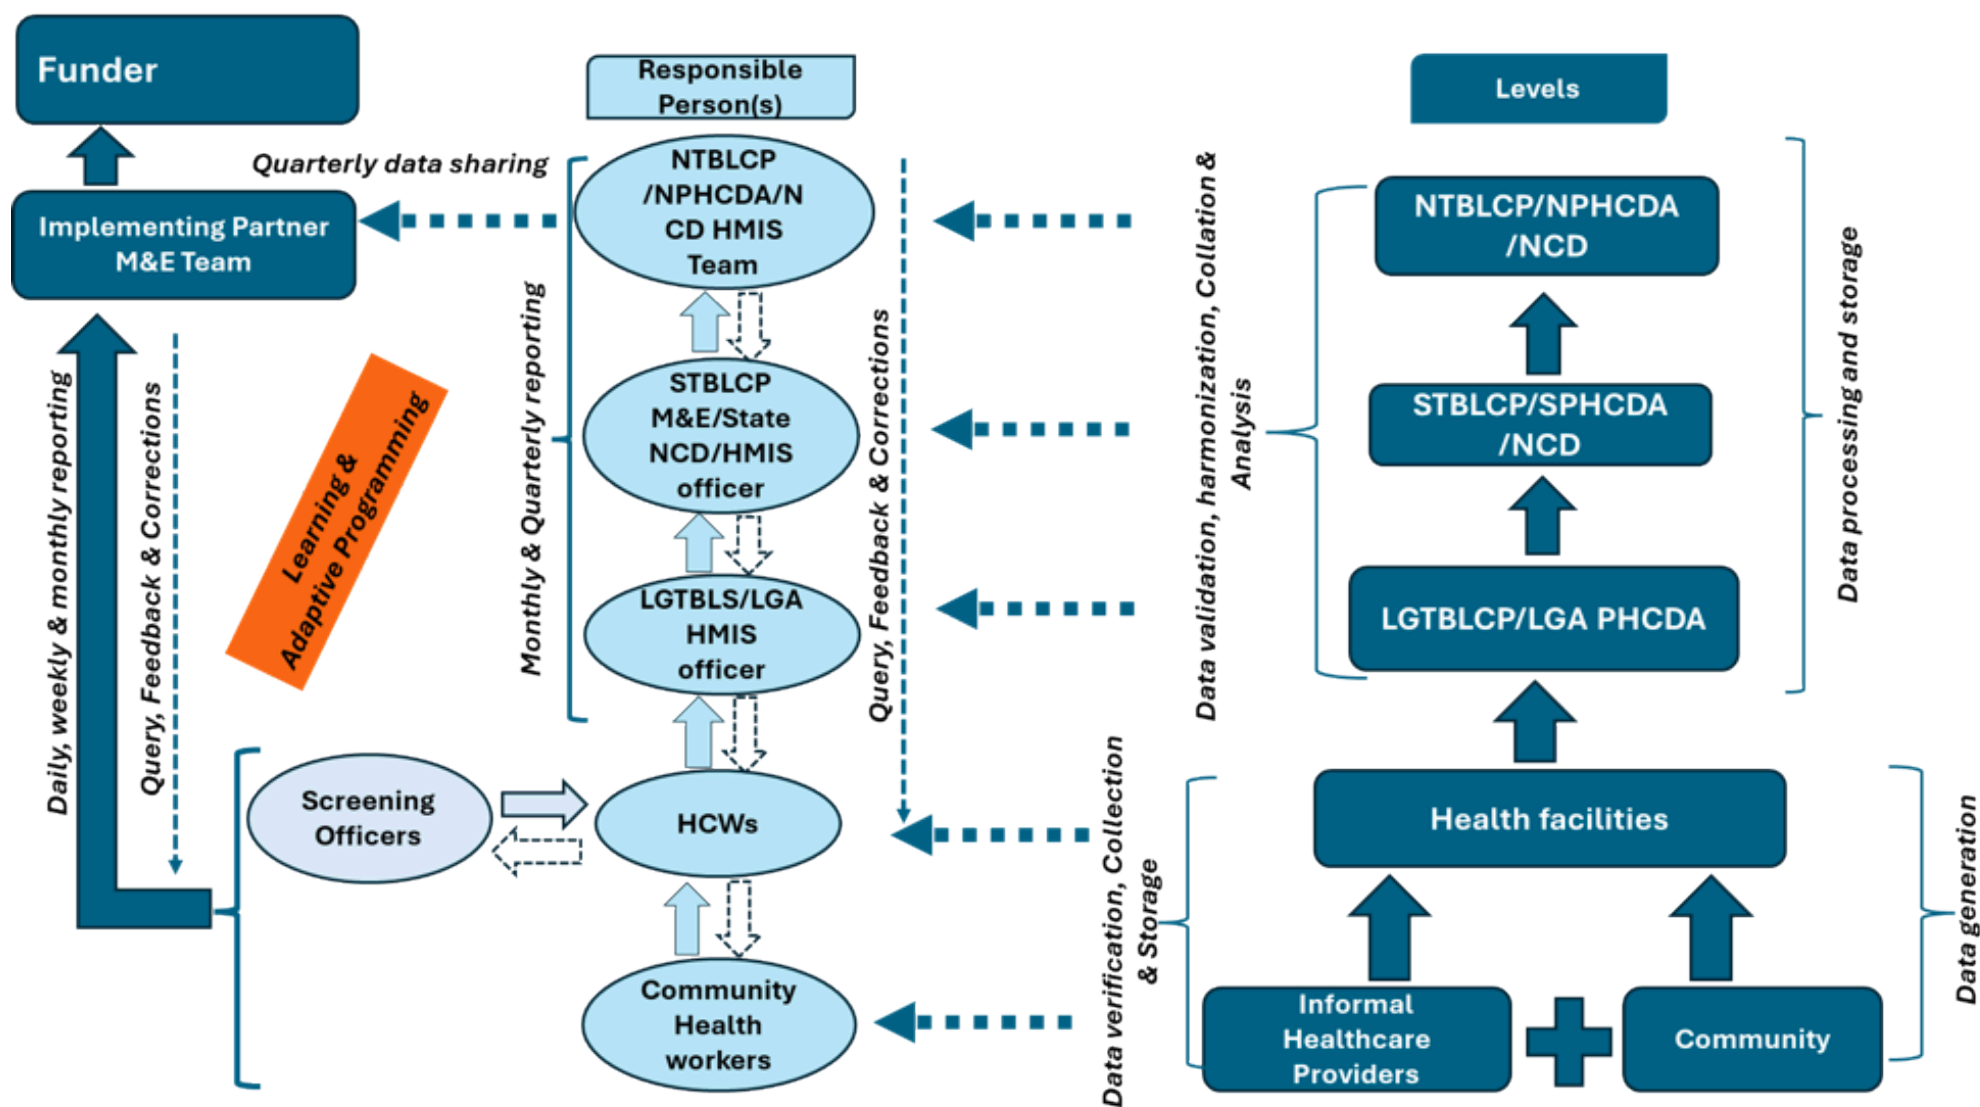 Funder
Implementing Partner
M&E Team
Quarterly data sharing
Daily, weekly & monthly reporting
Query, Feedback & Corrections
Learning &
Adaptive Programming
Responsible
Person(s)
NTBLCP
/NPHCDA/N
CD HMIS
Team
STBLCP
M&E/State
NCD/HMIS
officer
LGTBLS/LGA
HMIS
officer
Monthly & Quarterly reporting
Query, Feedback & Corrections
Screening
Officers
HCWs
Community
Health
workers
Data validation, harmonization, Collation &
Analysis
Data verification, Collection
& Storage
Levels
NTBLCP/NPHCDA
/NCD
STBLCP/SPHCDA
/NCD
LGTBLCP/LGA PHCDA
Health facilities
Informal
Healthcare
Providers
Community
Data processing and storage
Data generation